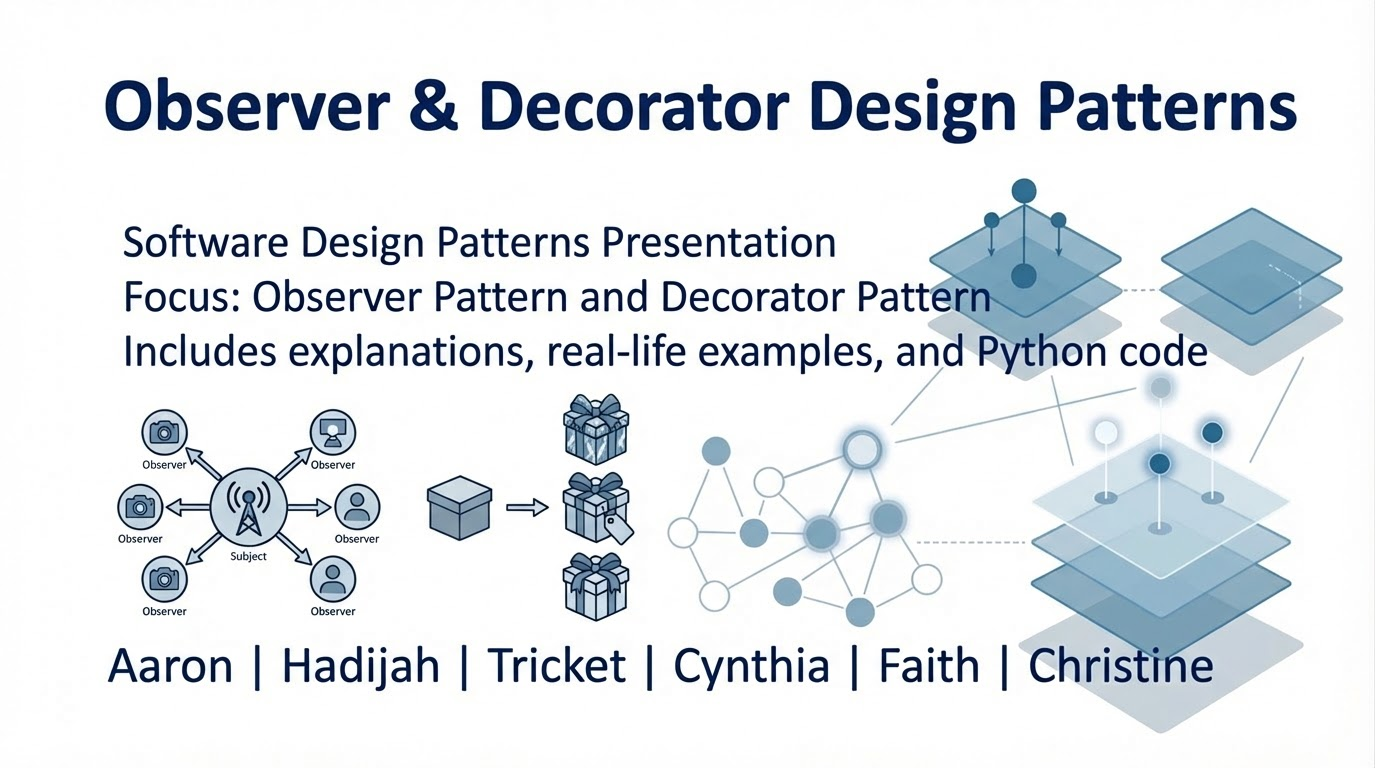 Observer & Decorator Design Patterns
Software Design Patterns Presentation
Focus: Observer Pattern and Decorator Pattern
Includes explanations, real-life examples, and Python code
Observer
Observer
Observer
Observer
Subject
Observer
Observer
Aaron | Hadijah | Tricket | Cynthia | Faith | Christine